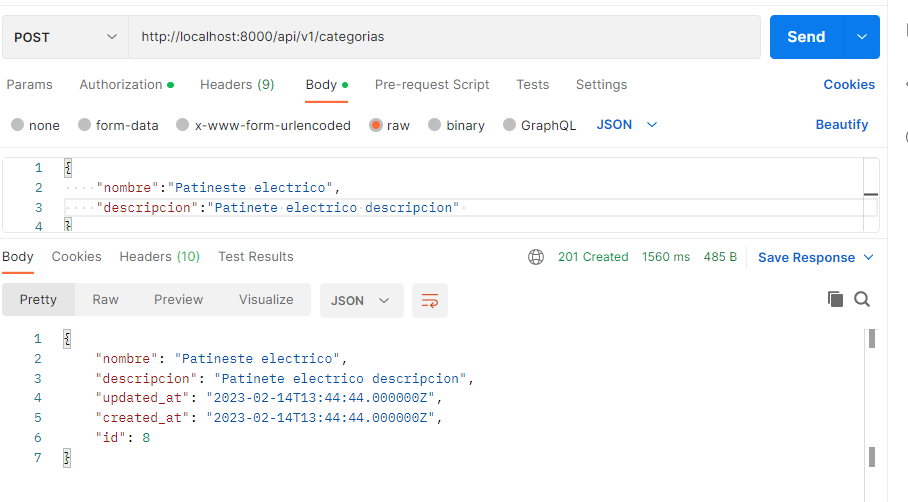 POST http://localhost:8000/api/v1/categorias Send
Params Authorization Headers (9) Body Pre-request Script Tests Settings Cookies
none form-data x-www-form-urlencoded raw binary GraphQL JSON Beautify
1 {
2 "nombre":"Patineste electrico",
3 "descripcion":"Patinete electrico descripcion"
4 }
Body Cookies Headers (10) Test Results 201 Created 1560 ms 485 B Save Response
Pretty Raw Preview Visualize JSON
1 {
2 "nombre": "Patineste electrico",
3 "descripcion": "Patinete electrico descripcion",
4 "updated_at": "2023-02-14T13:44:44.000000Z",
5 "created_at": "2023-02-14T13:44:44.000000Z",
6 "id": 8
7 }